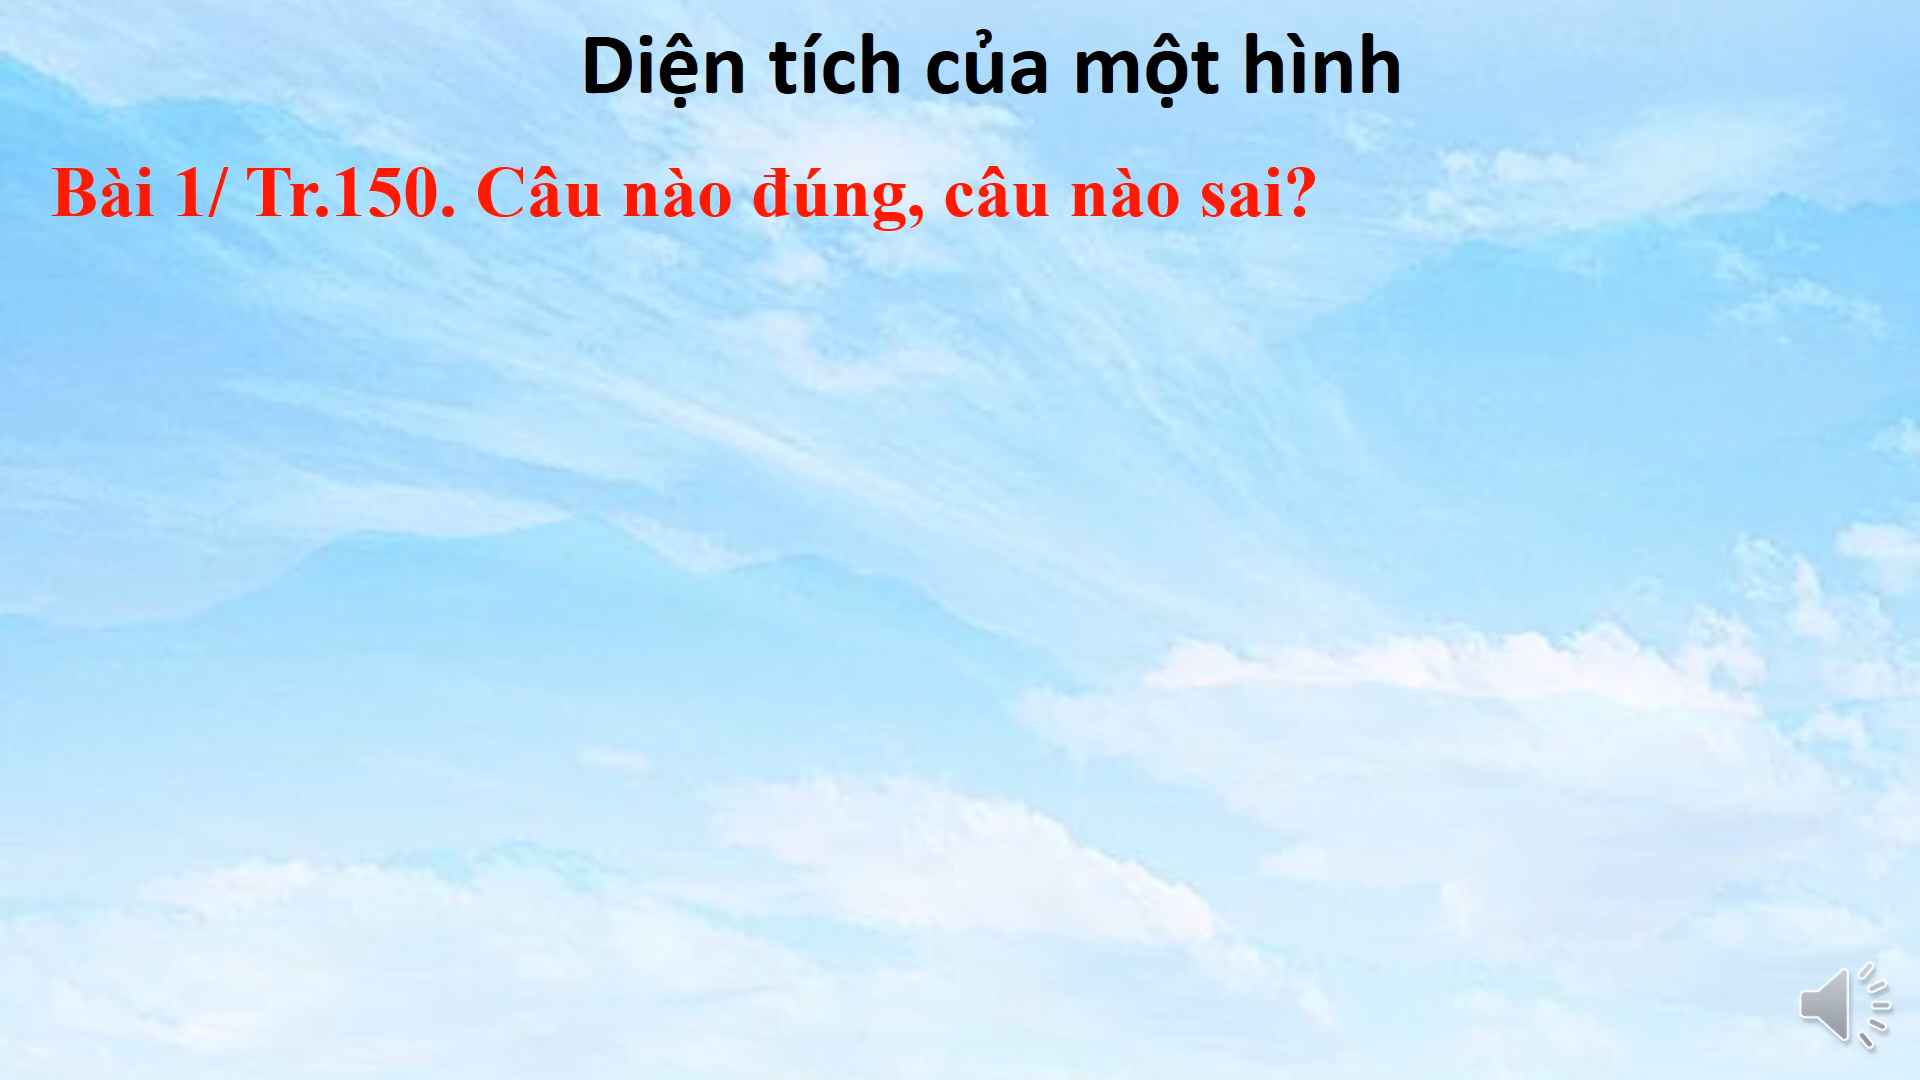 Diện tích của một hình
Bài 1/ Tr.150. Câu nào đúng, câu nào sai?